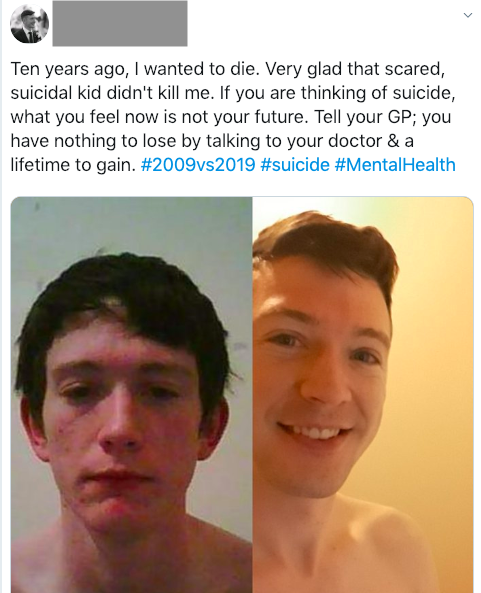 Ten years ago, I wanted to die. Very glad that scared,
suicidal kid didn't kill me. If you are thinking of suicide,
what you feel now is not your future. Tell your GP; you
have nothing to lose by talking to your doctor & a
lifetime to gain. #2009vs2019 #suicide #MentalHealth